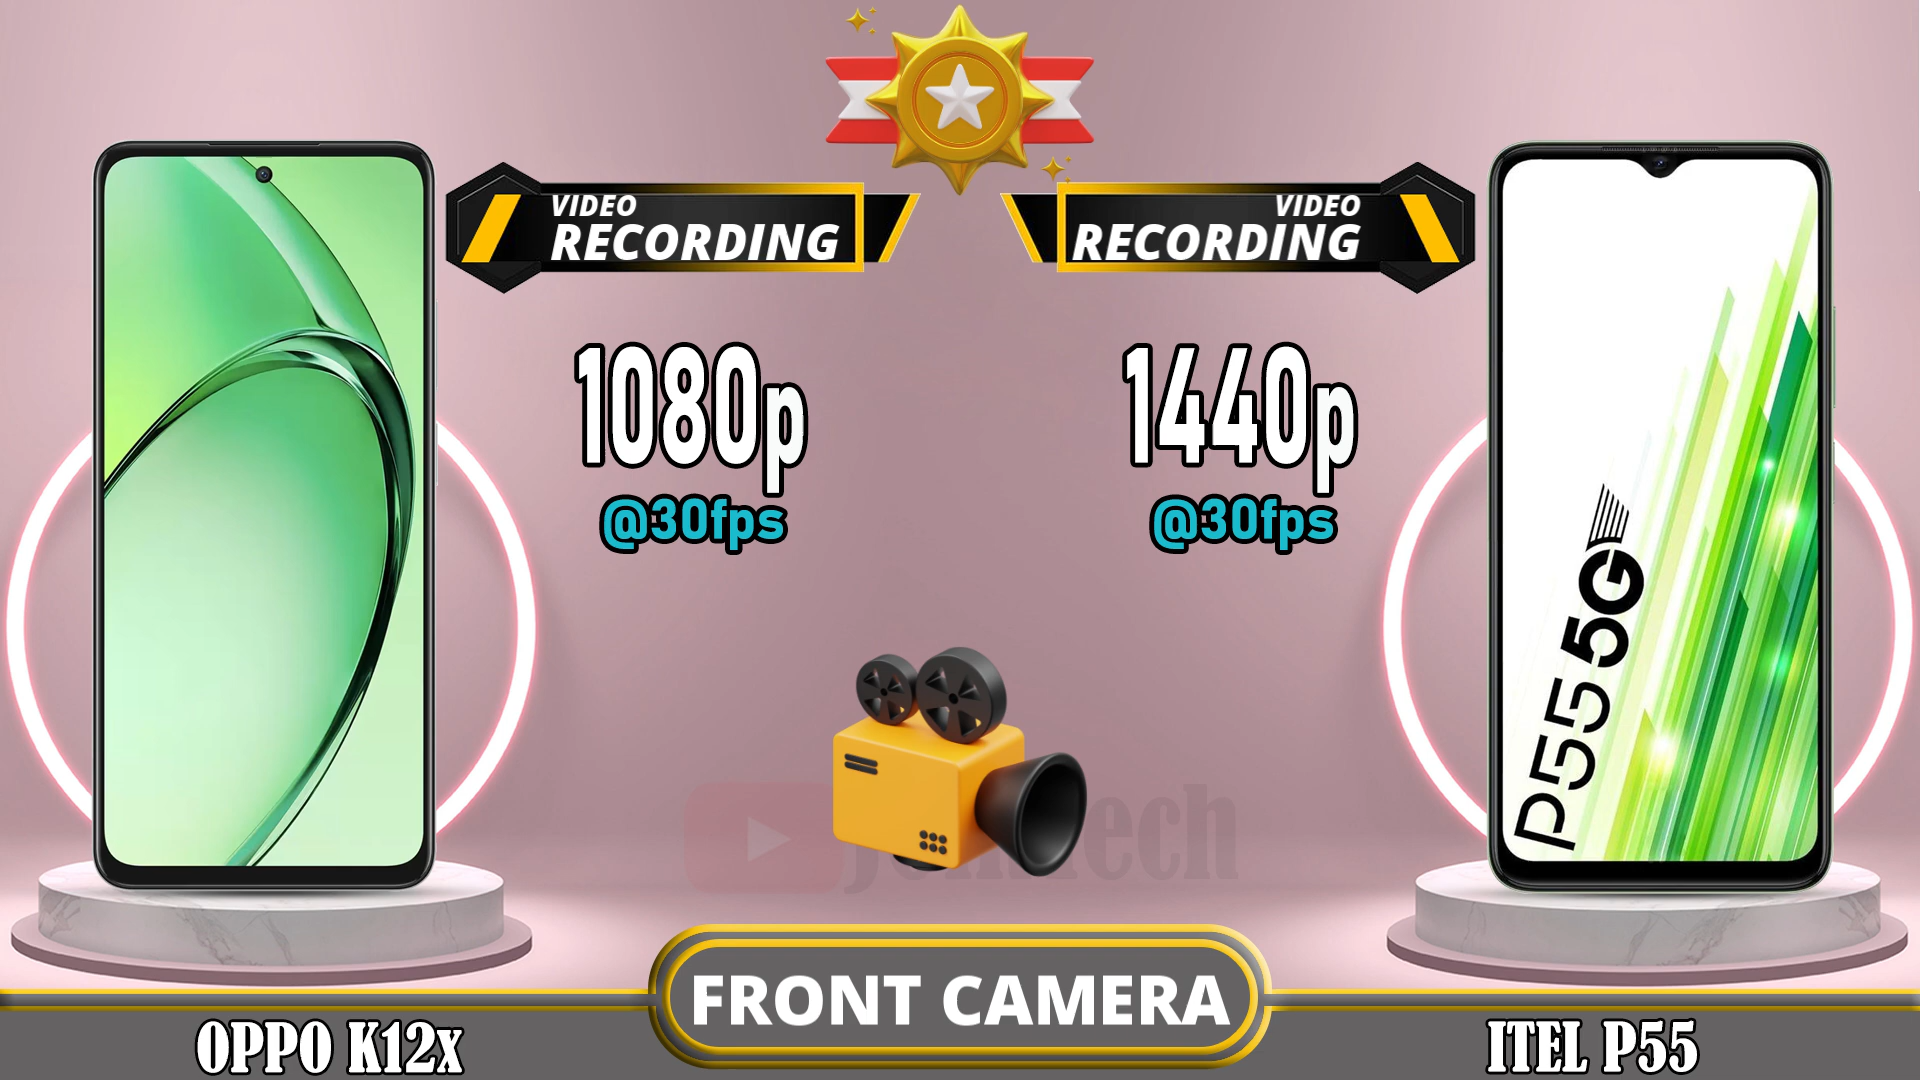 VIDEO
RECORDING
VIDEO
RECORDING
1080p
@30fps
1440p
@30fps
P55 5G
FRONT CAMERA
OPPO K12x
ITEL P55